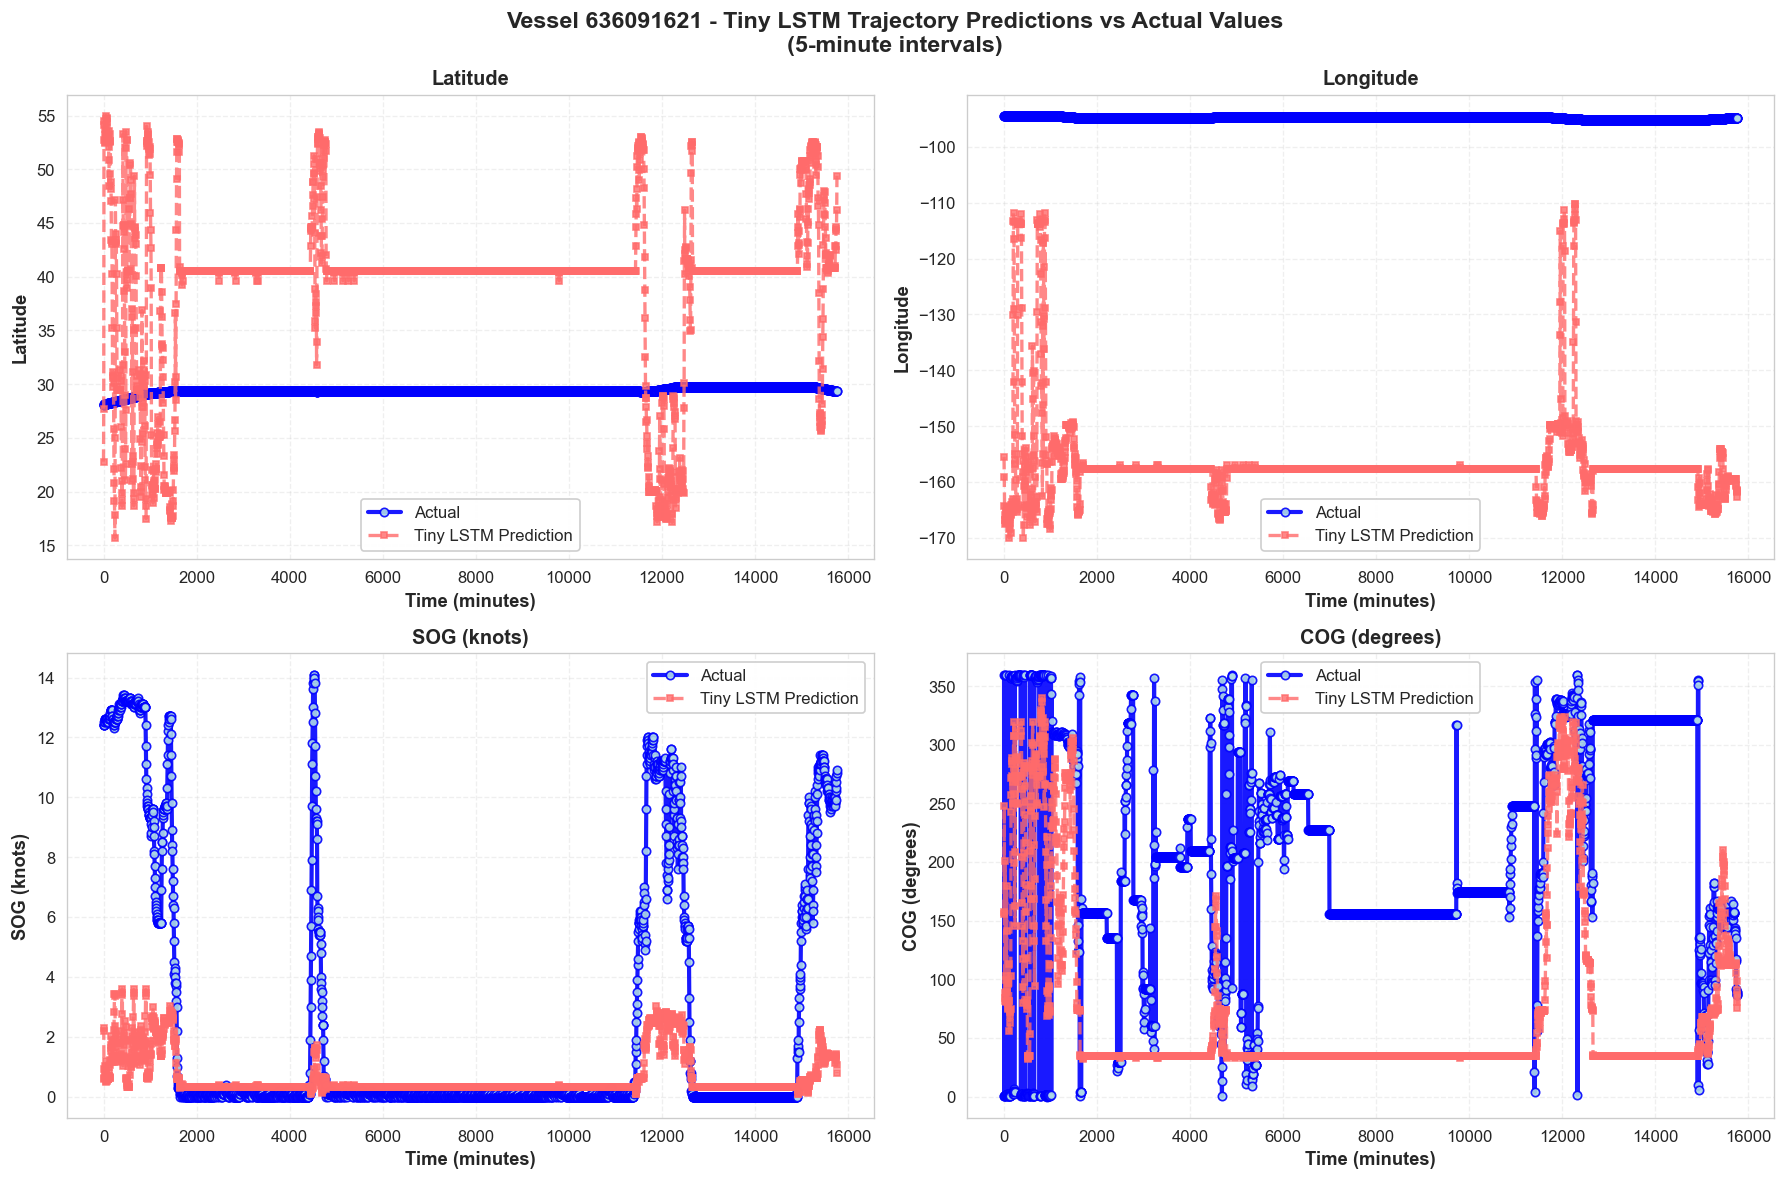 Vessel 636091621 - Tiny LSTM Trajectory Predictions vs Actual Values
(5-minute intervals)
Latitude
Latitude
55
50
45
40
35
30
25
20
15
Actual
Tiny LSTM Prediction
0 2000 4000 6000 8000 10000 12000 14000 16000
Time (minutes)
Longitude
Longitude
−100
−110
−120
−130
−140
−150
−160
−170
Actual
Tiny LSTM Prediction
0 2000 4000 6000 8000 10000 12000 14000 16000
Time (minutes)
SOG (knots)
SOG (knots)
14
12
10
8
6
4
2
0
Actual
Tiny LSTM Prediction
0 2000 4000 6000 8000 10000 12000 14000 16000
Time (minutes)
COG (degrees)
COG (degrees)
350
300
250
200
150
100
50
0
Actual
Tiny LSTM Prediction
0 2000 4000 6000 8000 10000 12000 14000 16000
Time (minutes)